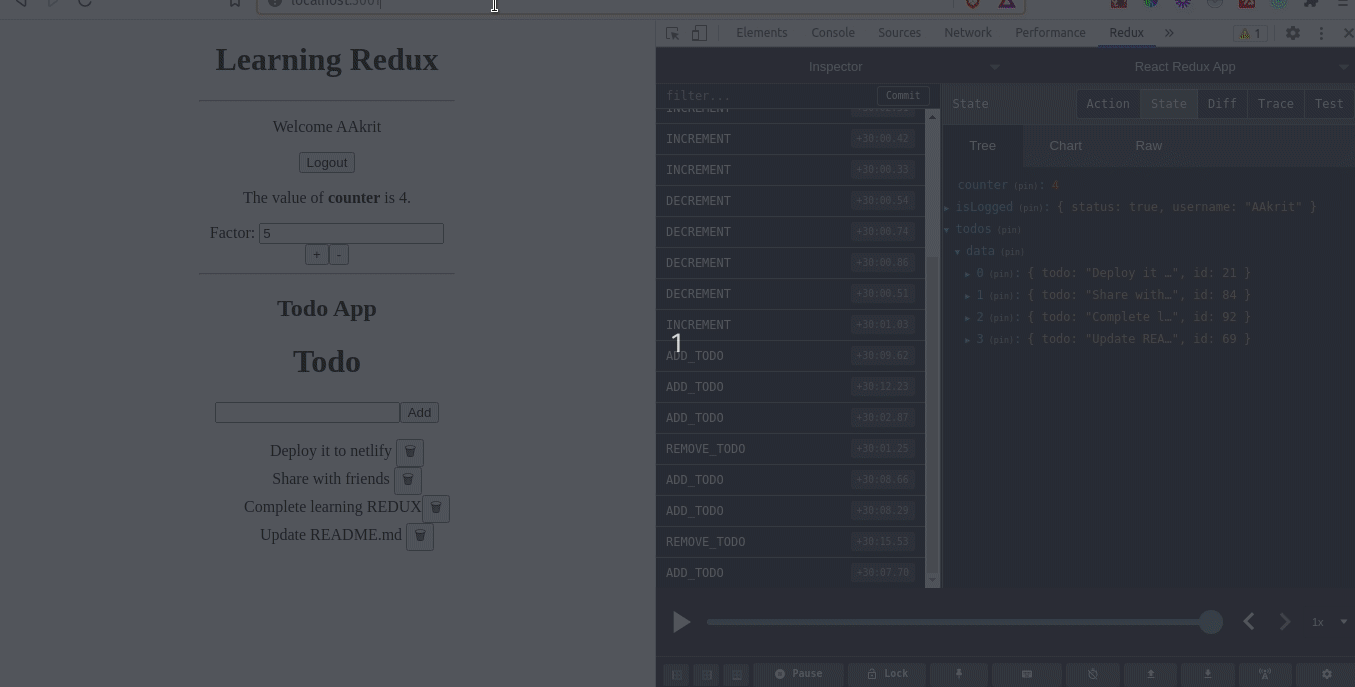 localhost:3001
Learning Redux
Welcome AAkrit
Logout
The value of counter is 4.
Factor: 5
+ -
Todo App
Todo
Add
Deploy it to netlify
Share with friends
Complete learning REDUX
Update README.md
Elements Console Sources Network Performance Redux » 1
Inspector React Redux App
filter... Commit
INCREMENT
INCREMENT +30:00.42
INCREMENT +30:00.33
DECREMENT +30:00.54
DECREMENT +30:00.74
DECREMENT +30:00.86
DECREMENT +30:00.51
INCREMENT +30:01.03
1
ADD_TODO +30:09.62
ADD_TODO +30:12.23
ADD_TODO +30:02.87
REMOVE_TODO +30:01.25
ADD_TODO +30:08.66
ADD_TODO +30:08.29
REMOVE_TODO +30:15.53
ADD_TODO +30:07.70
State Action State Diff Trace Test
Tree Chart Raw
counter (pin): 4
isLogged (pin): { status: true, username: "AAkrit" }
todos (pin)
data (pin)
0 (pin): { todo: "Deploy it …", id: 21 }
1 (pin): { todo: "Share with…", id: 84 }
2 (pin): { todo: "Complete l…", id: 92 }
3 (pin): { todo: "Update REA…", id: 69 }
1x
Pause Lock